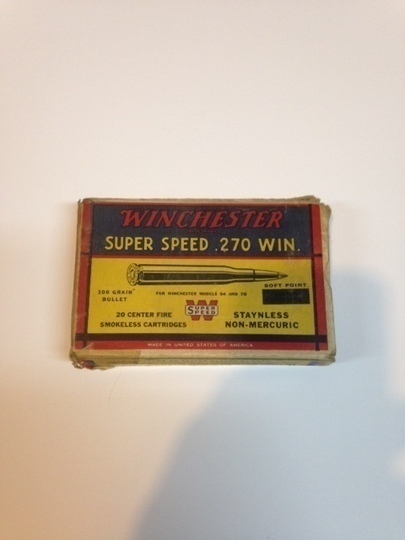 WINCHESTER
SUPER SPEED .270 WIN.
SOFT POINT
100 GRAIN
BULLET
FOR WINCHESTER MODELS 54 AND 70
20 CENTER FIRE
SMOKELESS CARTRIDGES
SUPER
SPEED
W
STAYNLESS
NON-MERCURIC
MADE IN UNITED STATES OF AMERICA